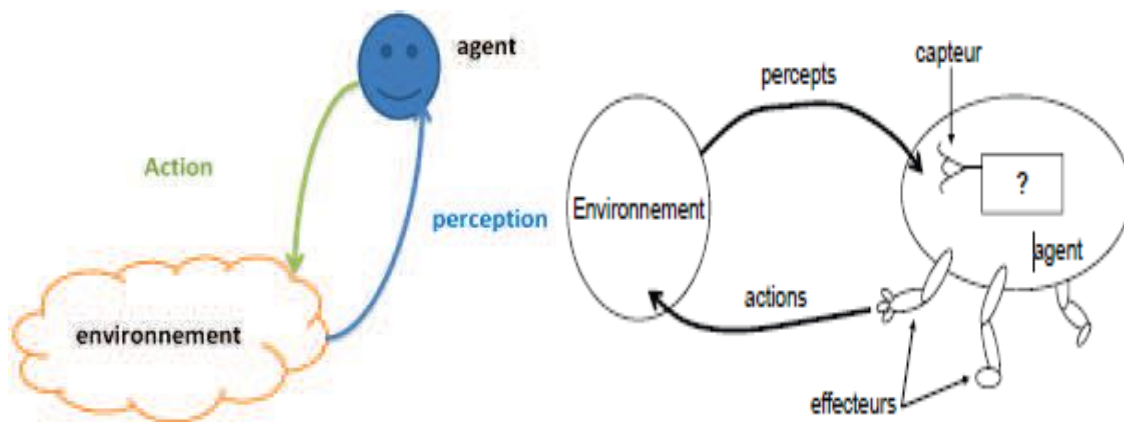 agent
Action
perception
environnement
capteur
percepts
?
Environnement
agent
actions
effecteurs